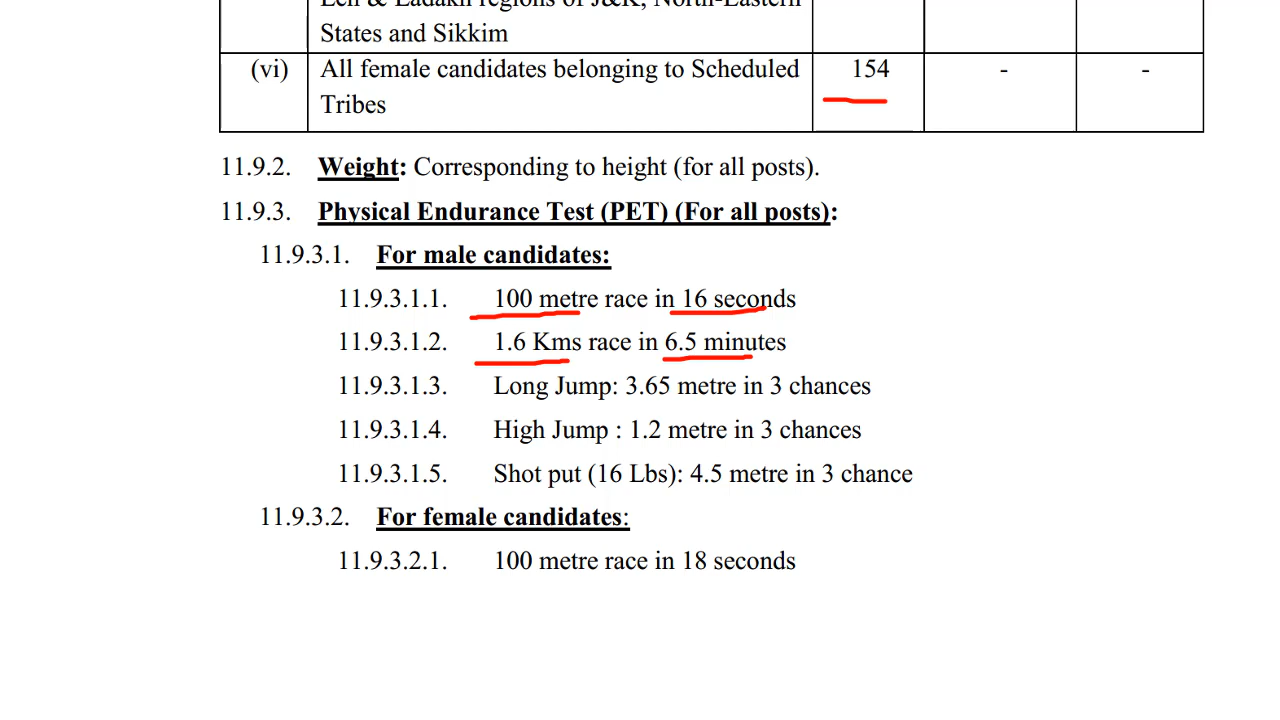 Leh & Ladakh regions of J&K, North-Eastern
States and Sikkim
(vi) All female candidates belonging to Scheduled 154 - -
Tribes
11.9.2. Weight: Corresponding to height (for all posts).
11.9.3. Physical Endurance Test (PET) (For all posts):
11.9.3.1. For male candidates:
11.9.3.1.1. 100 metre race in 16 seconds
11.9.3.1.2. 1.6 Kms race in 6.5 minutes
11.9.3.1.3. Long Jump: 3.65 metre in 3 chances
11.9.3.1.4. High Jump : 1.2 metre in 3 chances
11.9.3.1.5. Shot put (16 Lbs): 4.5 metre in 3 chance
11.9.3.2. For female candidates:
11.9.3.2.1. 100 metre race in 18 seconds